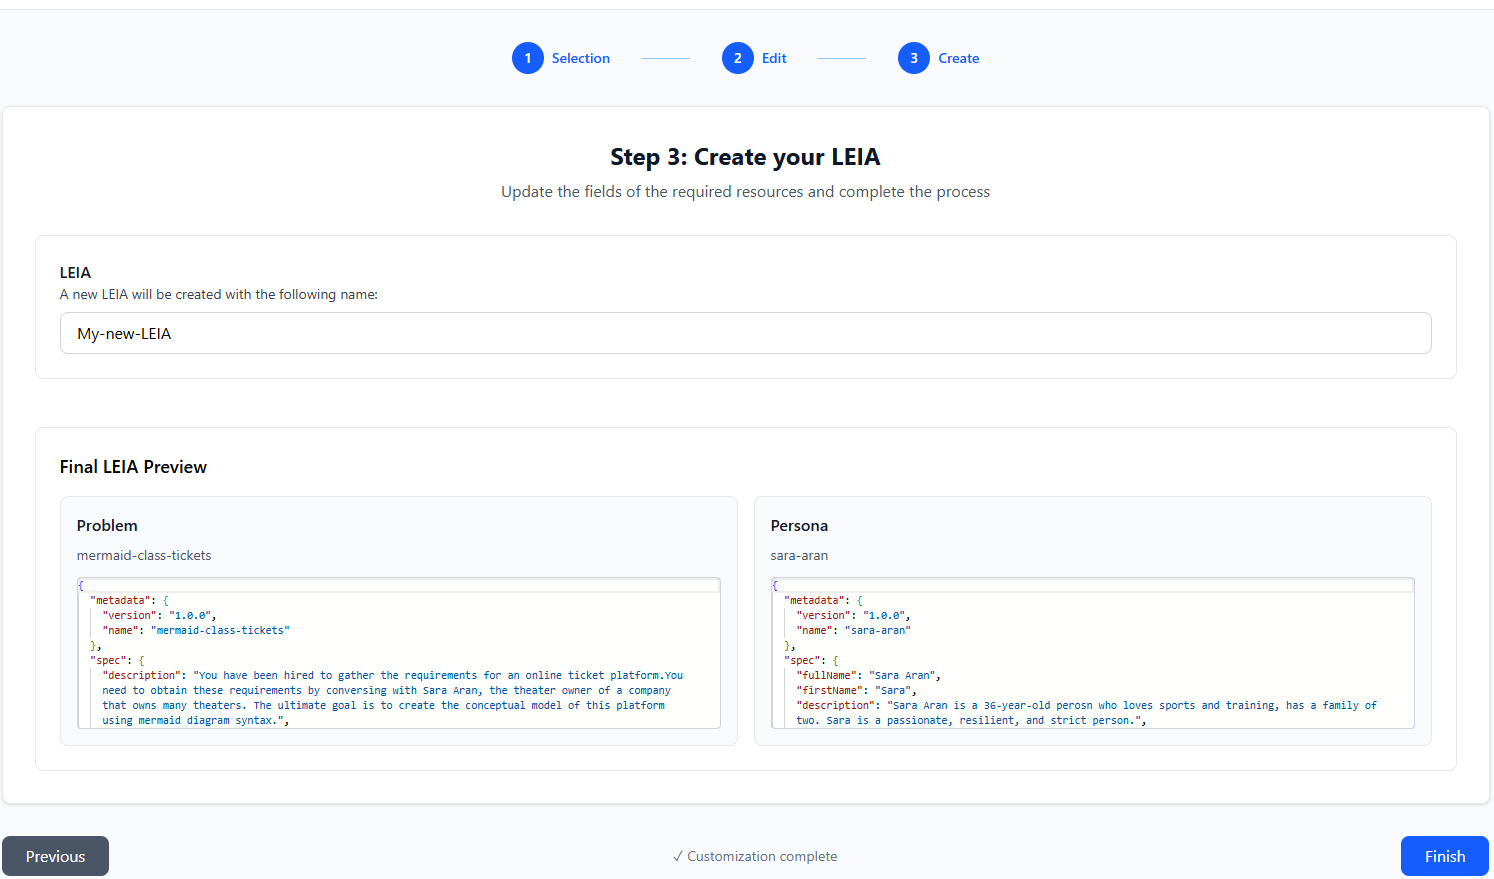 1 Selection 2 Edit 3 Create
Step 3: Create your LEIA
Update the fields of the required resources and complete the process
LEIA
A new LEIA will be created with the following name:
My-new-LEIA
Final LEIA Preview
Problem
mermaid-class-tickets
{
"metadata": {
"version": "1.0.0",
"name": "mermaid-class-tickets"
},
"spec": {
"description": "You have been hired to gather the requirements for an online ticket platform.You
need to obtain these requirements by conversing with Sara Aran, the theater owner of a company
that owns many theaters. The ultimate goal is to create the conceptual model of this platform
using mermaid diagram syntax.",
Persona
sara-aran
{
"metadata": {
"version": "1.0.0",
"name": "sara-aran"
},
"spec": {
"fullName": "Sara Aran",
"firstName": "Sara",
"description": "Sara Aran is a 36-year-old perosn who loves sports and training, has a family of
two. Sara is a passionate, resilient, and strict person.",
Previous
✓ Customization complete
Finish